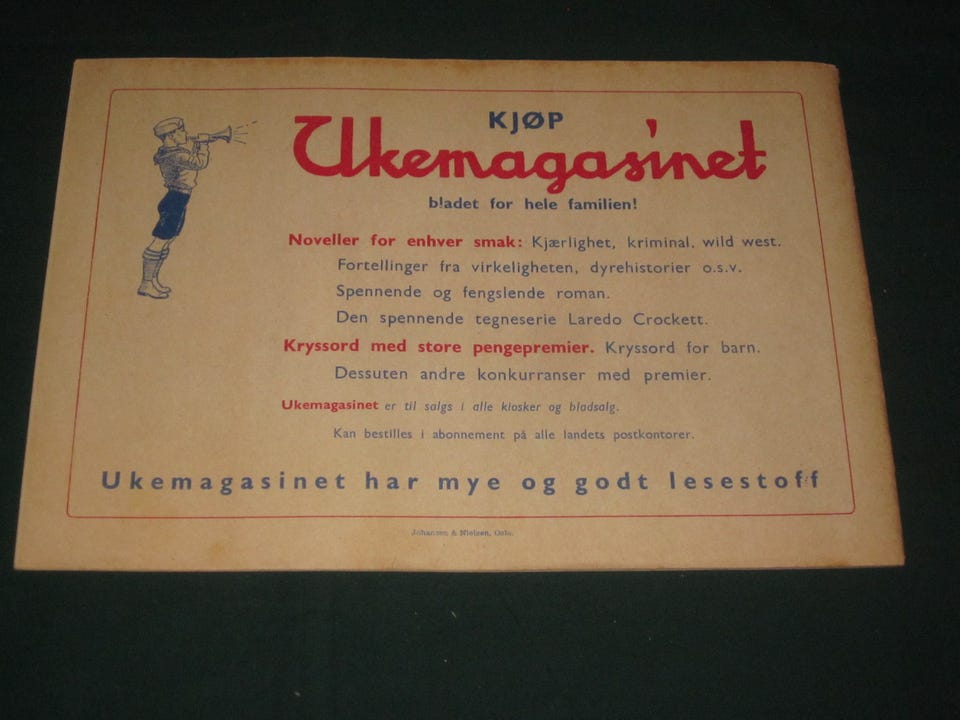 KJØP
Ukemagasinet
bladet for hele familien!
Noveller for enhver smak: Kjærlighet, kriminal, wild west.
Fortellinger fra virkeligheten, dyrehistorier o.s.v.
Spennende og fengslende roman.
Den spennende tegneserie Laredo Crockett.
Kryssord med store pengepremier. Kryssord for barn.
Dessuten andre konkurranser med premier.
Ukemagasinet er til salgs i alle kiosker og bladsalg.
Kan bestilles i abonnement på alle landets postkontorer.
Ukemagasinet har mye og godt lesestoff
Johansen & Nielsen, Oslo.